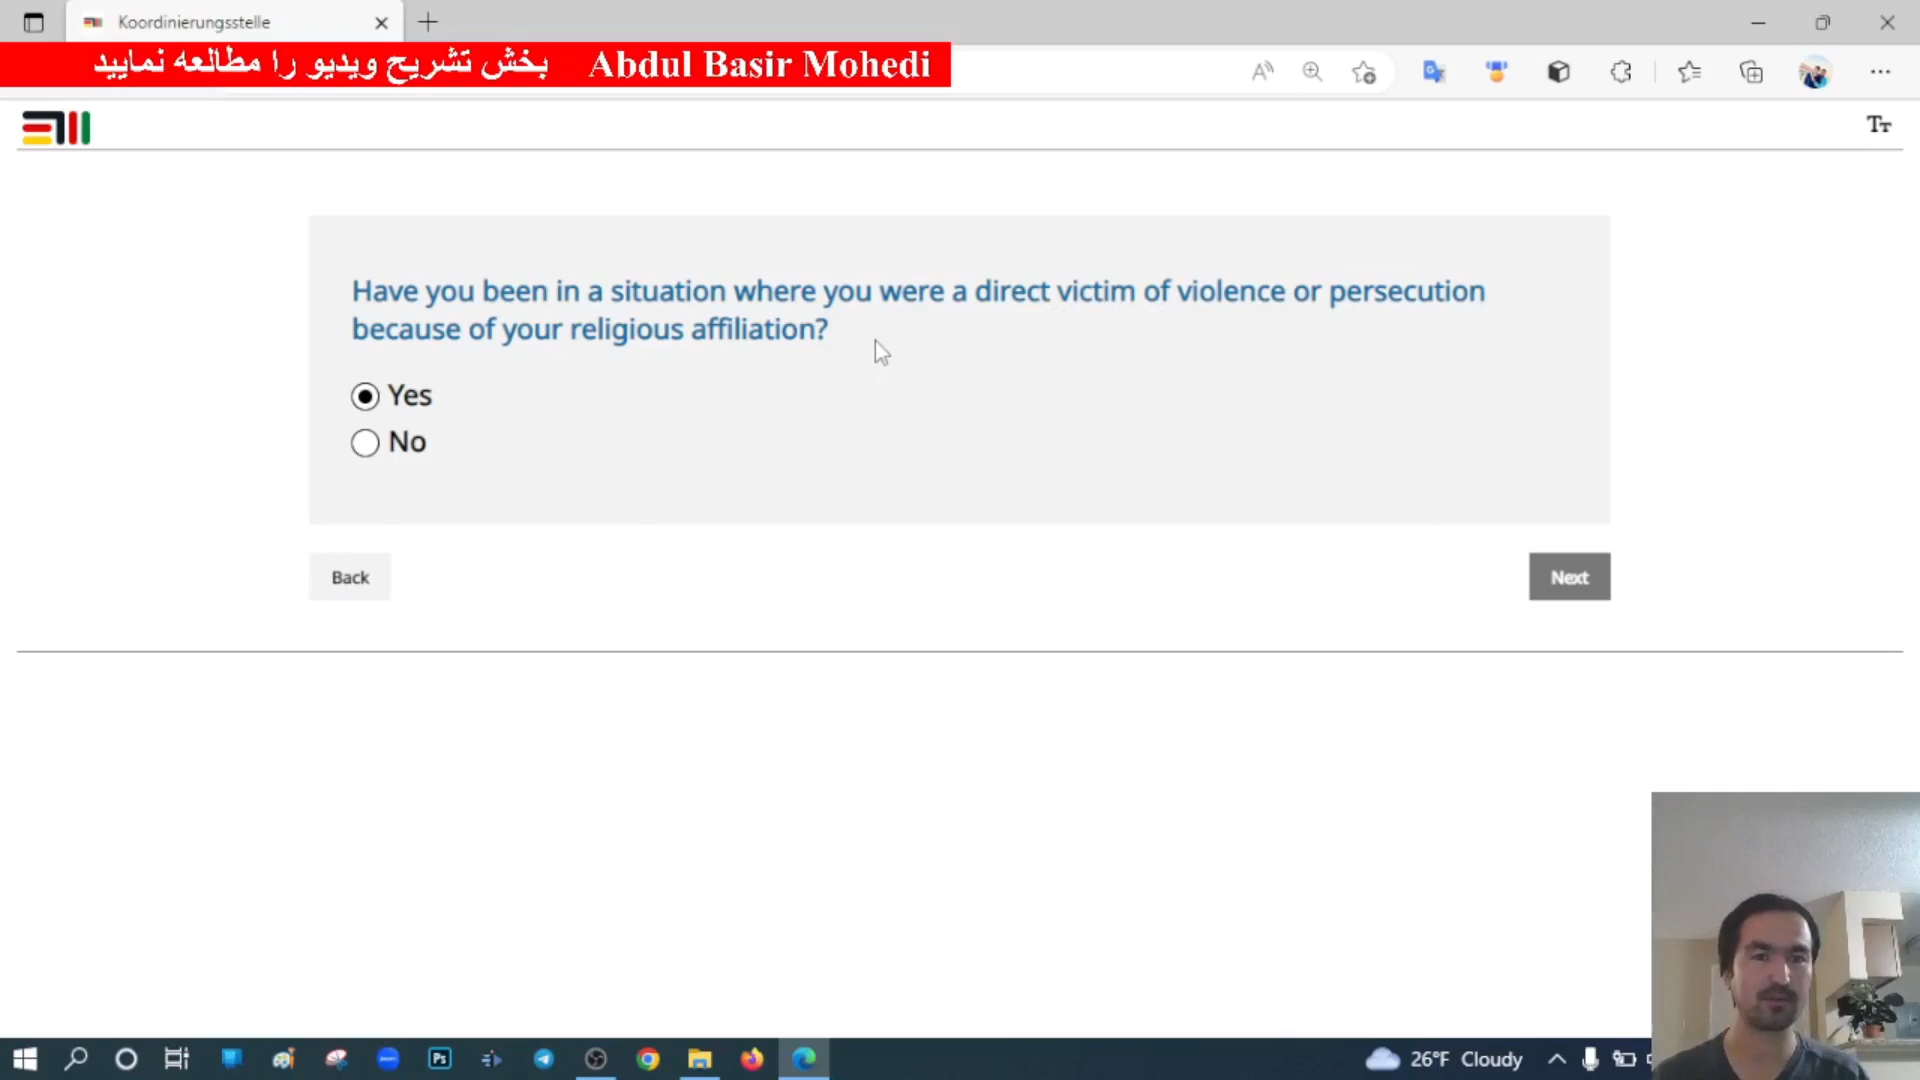 Koordinierungsstelle
بخش تشریح ویدیو را مطالعه نمایید Abdul Basir Mohedi
Have you been in a situation where you were a direct victim of violence or persecution
because of your religious affiliation?
Yes
No
Back
Next
26°F Cloudy